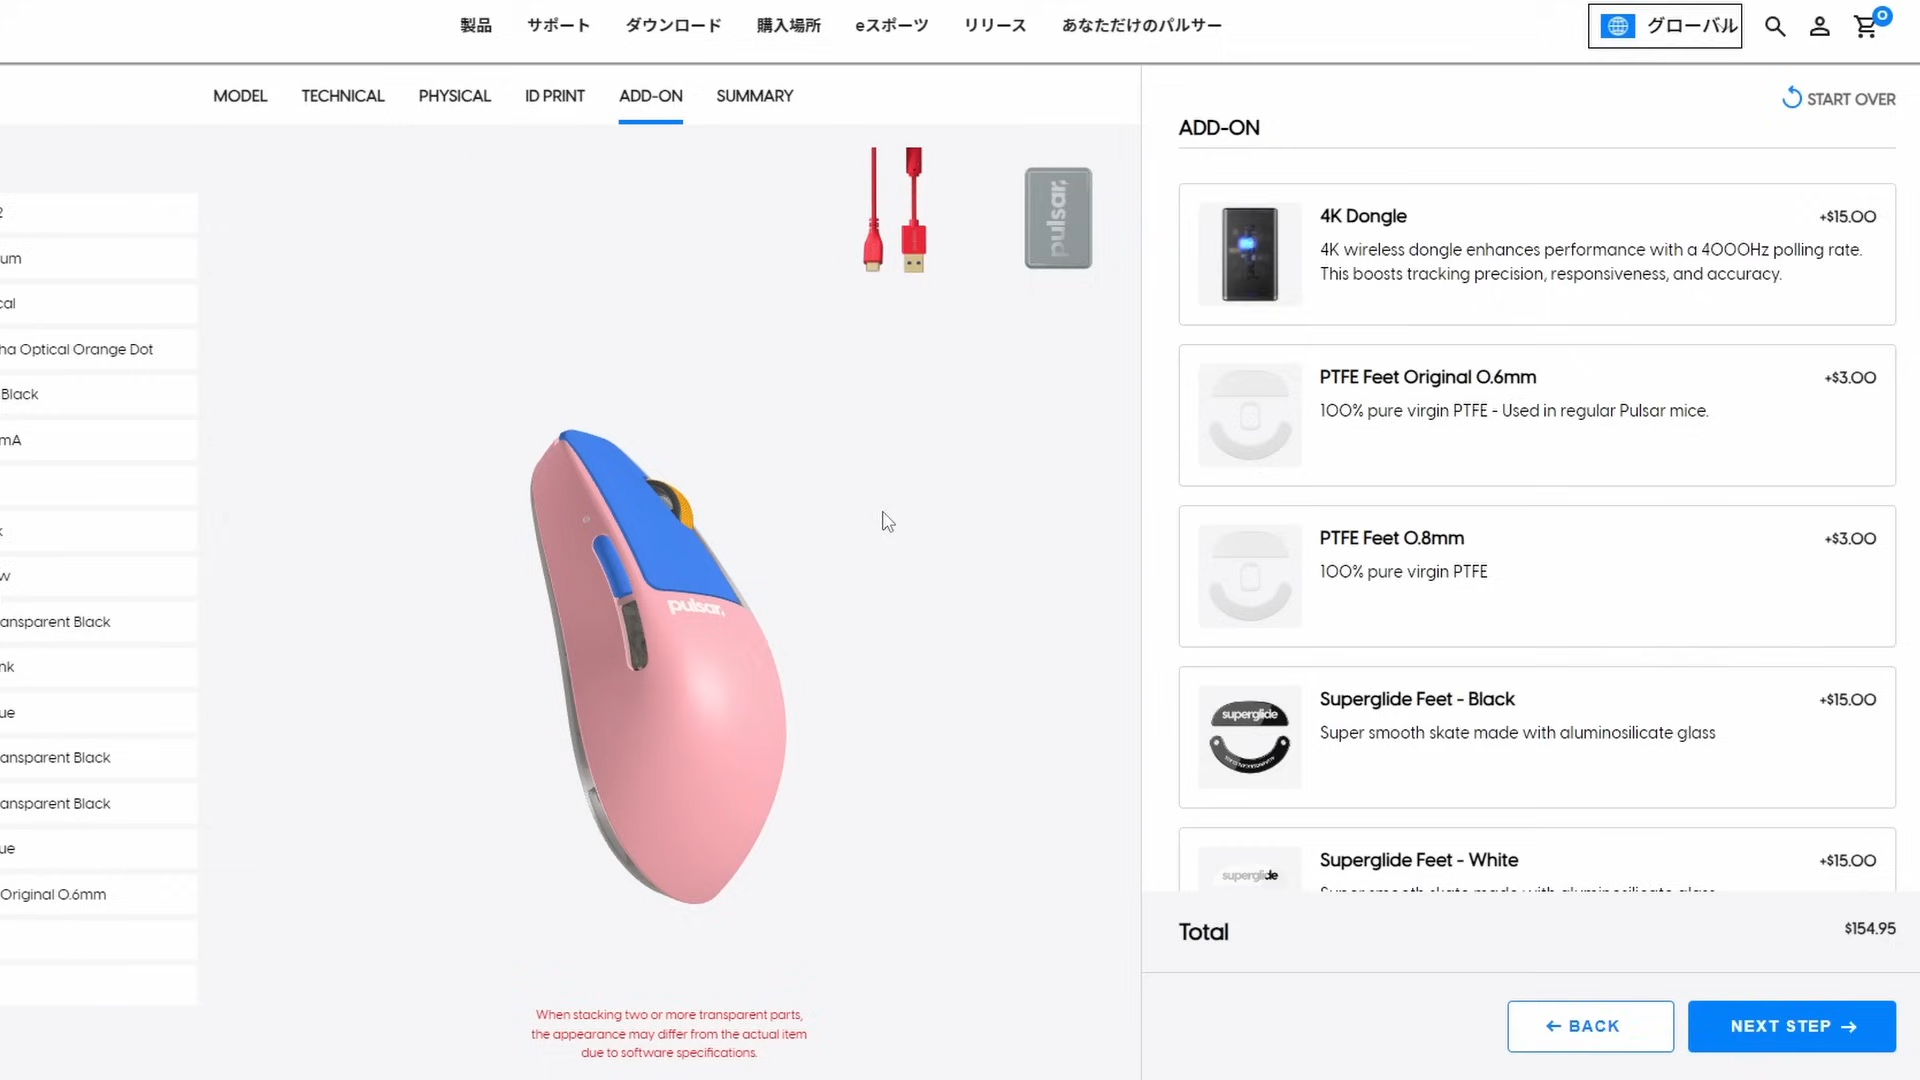 製品 サポート ダウンロード 購入場所 eスポーツ リリース あなただけのパルサー グローバル 0
MODEL TECHNICAL PHYSICAL ID PRINT ADD-ON SUMMARY
START OVER
ADD-ON
4K Dongle +$15.00
4K wireless dongle enhances performance with a 4000Hz polling rate.
This boosts tracking precision, responsiveness, and accuracy.
PTFE Feet Original 0.6mm +$3.00
100% pure virgin PTFE - Used in regular Pulsar mice.
PTFE Feet 0.8mm +$3.00
100% pure virgin PTFE
superglide
Superglide Feet - Black +$15.00
Super smooth skate made with aluminosilicate glass
superglide
Superglide Feet - White +$15.00
Super smooth skate made with aluminosilicate glass
Total $154.95
← BACK
NEXT STEP →
2
um
cal
ha Optical Orange Dot
Black
mA
k
w
ansparent Black
nk
ue
ansparent Black
ansparent Black
ue
Original 0.6mm
pulsar
pulsar
When stacking two or more transparent parts,
the appearance may differ from the actual item
due to software specifications.